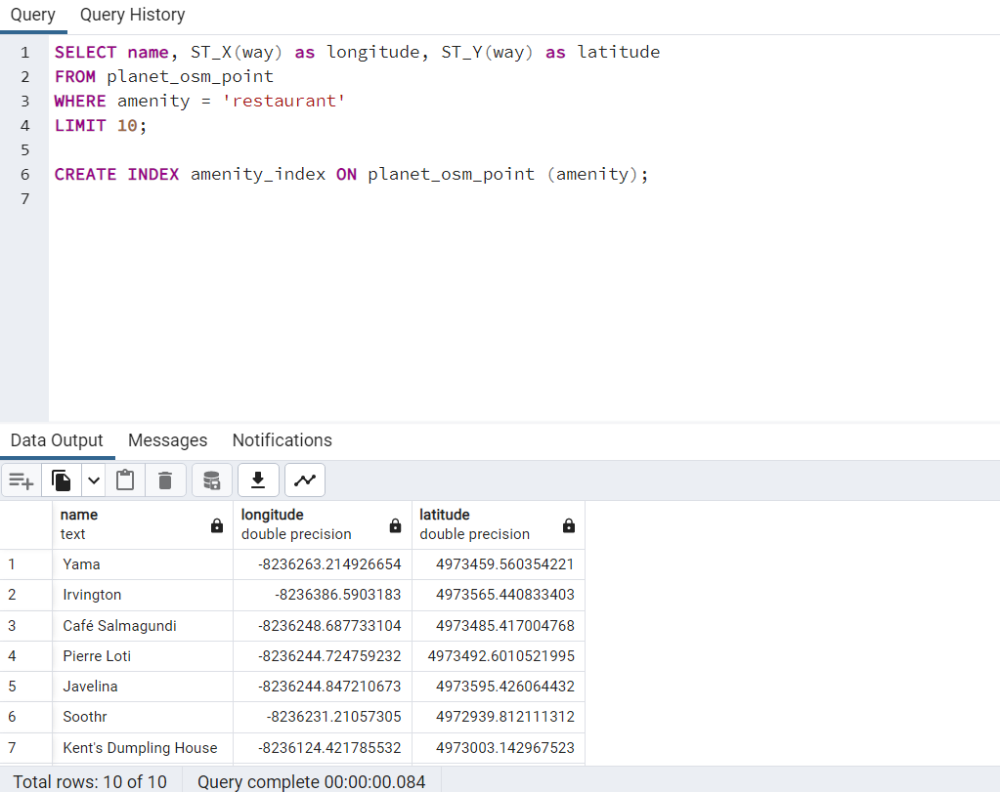 Query Query History
1 SELECT name, ST_X(way) as longitude, ST_Y(way) as latitude
2 FROM planet_osm_point
3 WHERE amenity = 'restaurant'
4 LIMIT 10;
5
6 CREATE INDEX amenity_index ON planet_osm_point (amenity);
7
Data Output Messages Notifications
name longitude latitude
text double precision double precision
1 Yama -8236263.214926654 4973459.560354221
2 Irvington -8236386.5903183 4973565.440833403
3 Café Salmagundi -8236248.687733104 4973485.417004768
4 Pierre Loti -8236244.724759232 4973492.6010521995
5 Javelina -8236244.847210673 4973595.426064432
6 Soothr -8236231.21057305 4972939.812111312
7 Kent's Dumpling House -8236124.421785532 4973003.142967523
Total rows: 10 of 10 Query complete 00:00:00.084